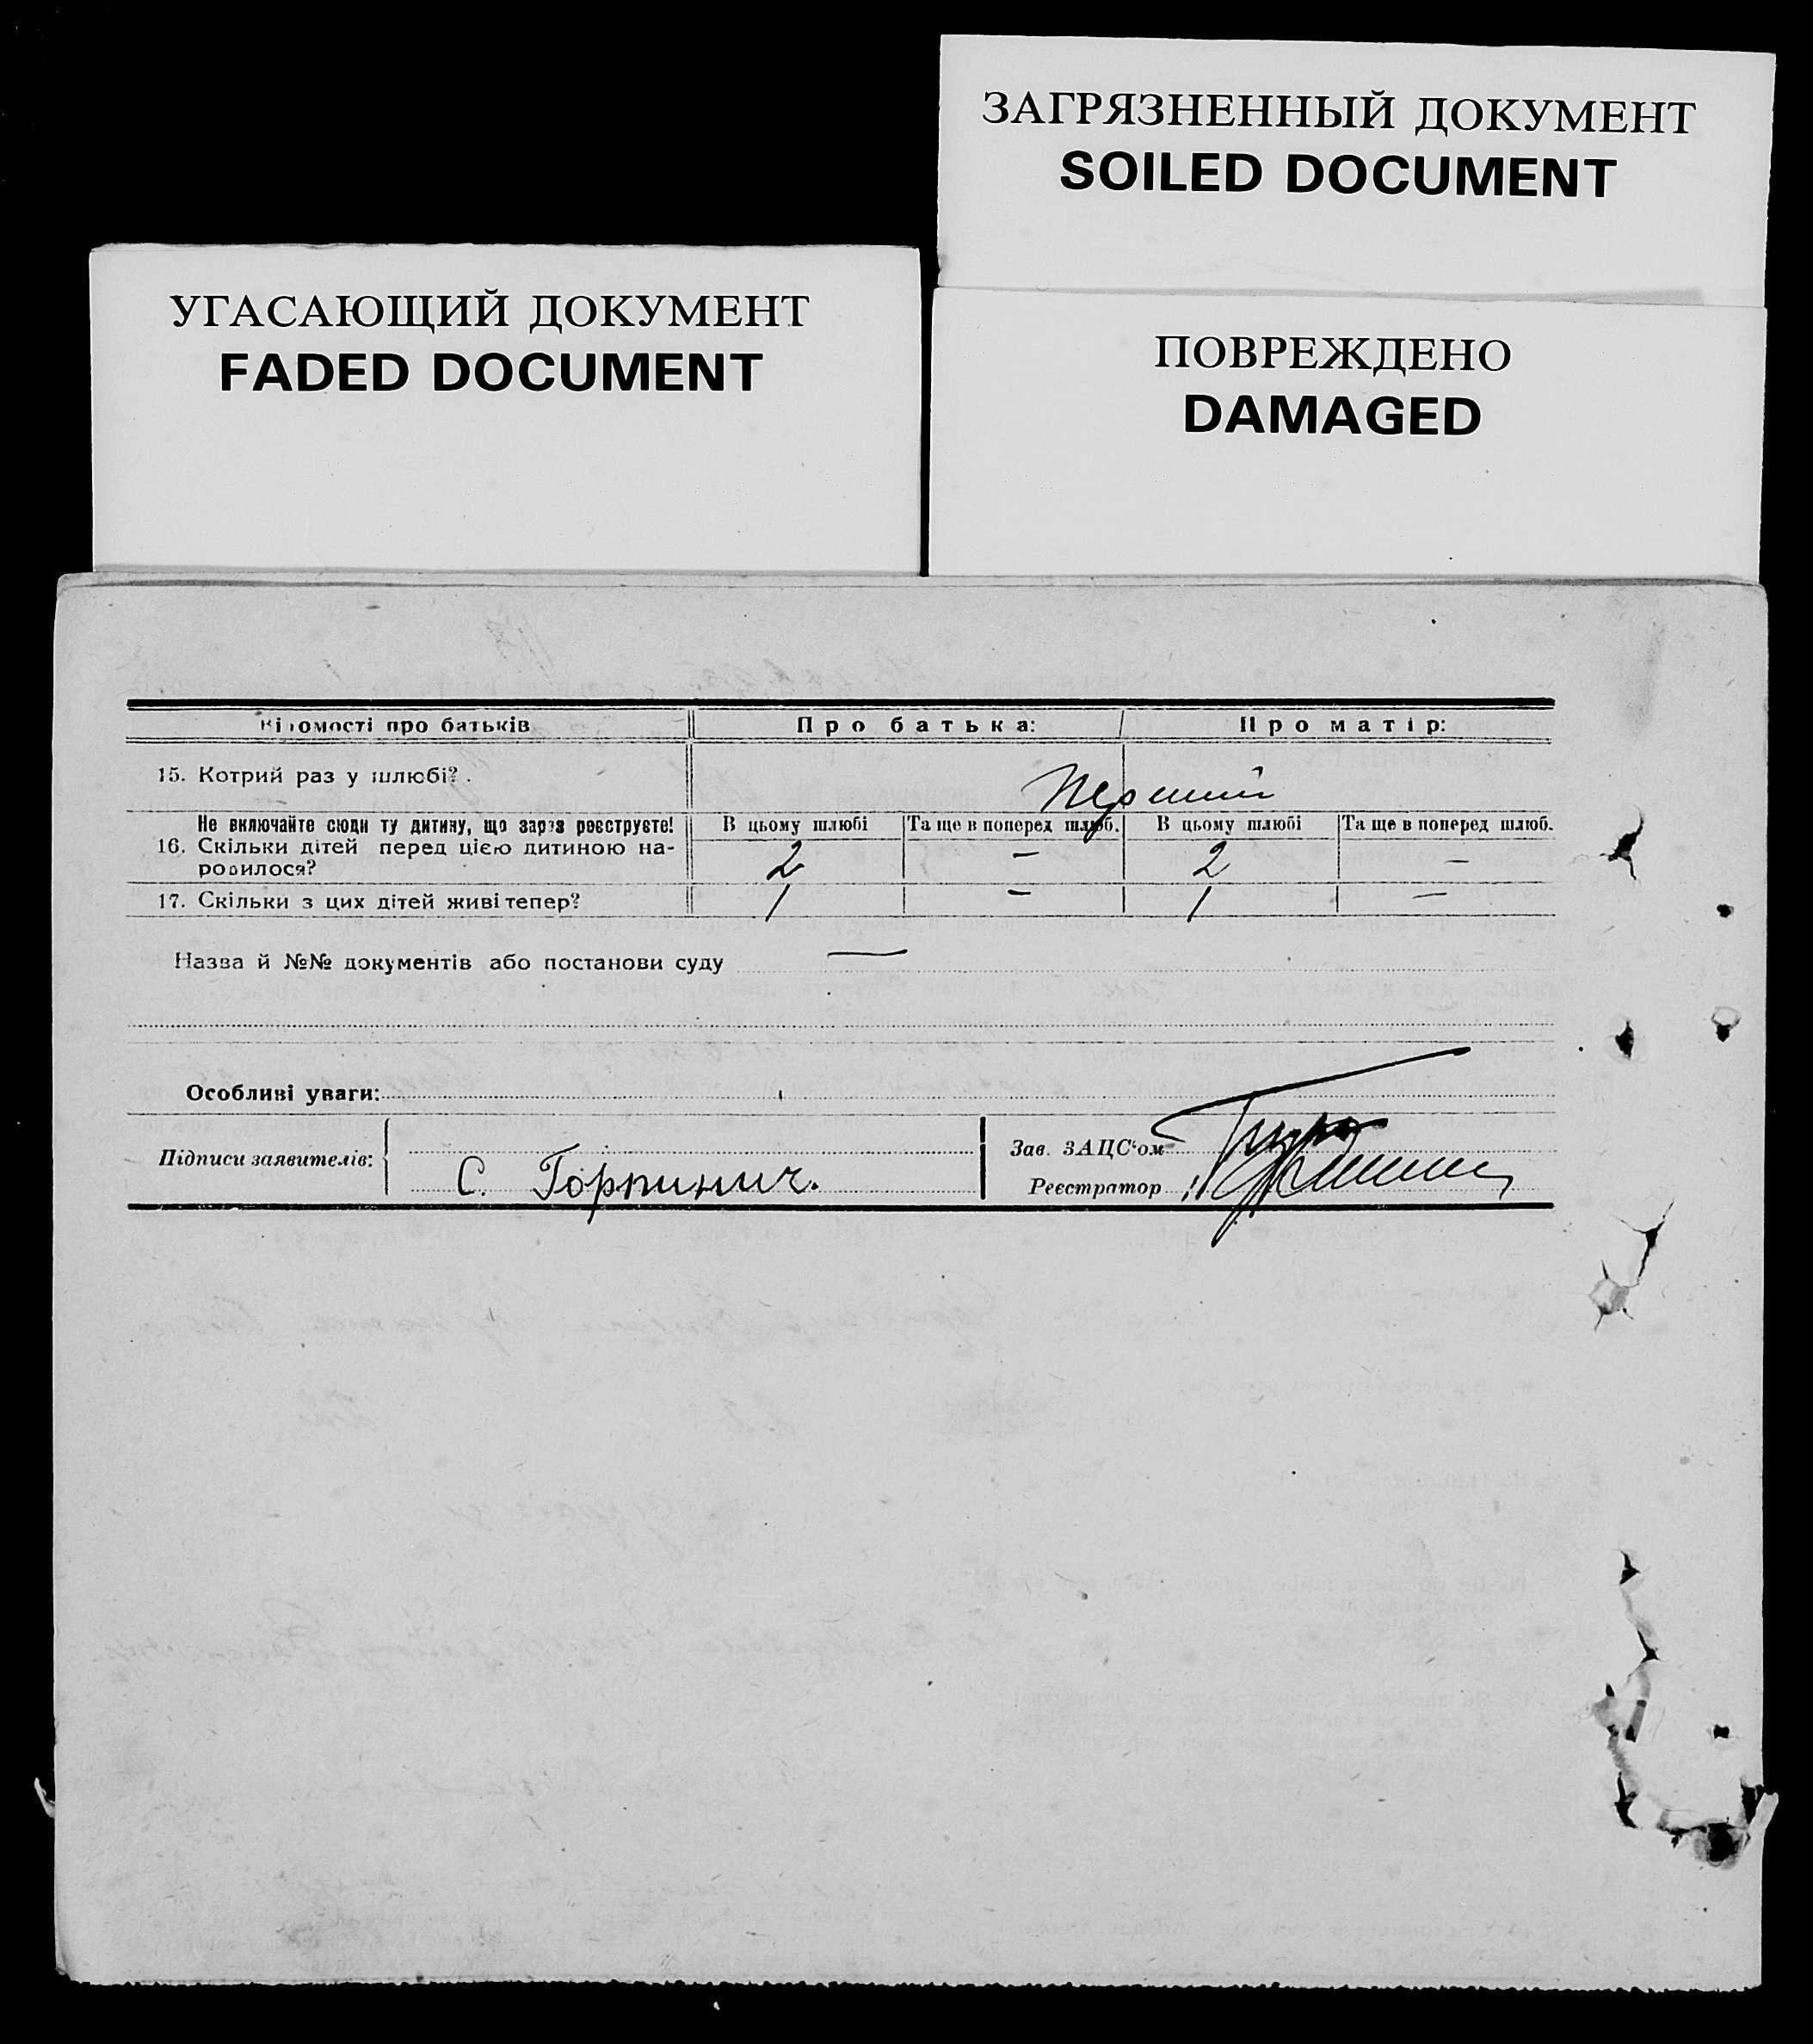 ЗАГРЯЗНЕННЫЙ ДОКУМЕНТ
SOILED DOCUMENT
УГАСАЮЩИЙ ДОКУМЕНТ
FADED DOCUMENT
ПОВРЕЖДЕНО
DAMAGED
Відомості про батьків Про батька: Про матір:
15. Котрий раз у шлюбі?. Перший
Не включайте сюди ту дитину, що зараз реєструєте! В цьому шлюбі Та ще в поперед шлюб. В цьому шлюбі Та ще в поперед шлюб.
16. Скільки дітей перед цією дитиною на-
родилося? 2 — 2 —
17. Скільки з цих дітей живі тепер? 1 — 1 —
Назва й №№ документів або постанови суду —
Особливі уваги:
Підписи заявителів: С. Горпинич.
Зав. ЗАЦС'ом
Реєстратор